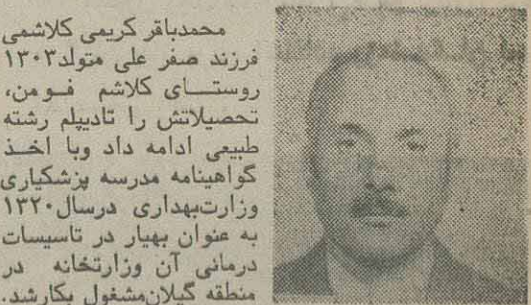 محمدباقر کریمی کلاشمی
فرزند صفر علی متولد۱۳۰۳
روستای کلاشم فومن،
تحصیلاتش را تادیپلم رشته
طبیعی ادامه داد وبا اخذ
گواهینامه مدرسه پزشکیاری
وزارت‌بهداری درسال۱۳۲۰
به عنوان بهیار در تاسیسات
درمانی آن وزارتخانه در
منطقه گیلان‌مشغول بکارشد.